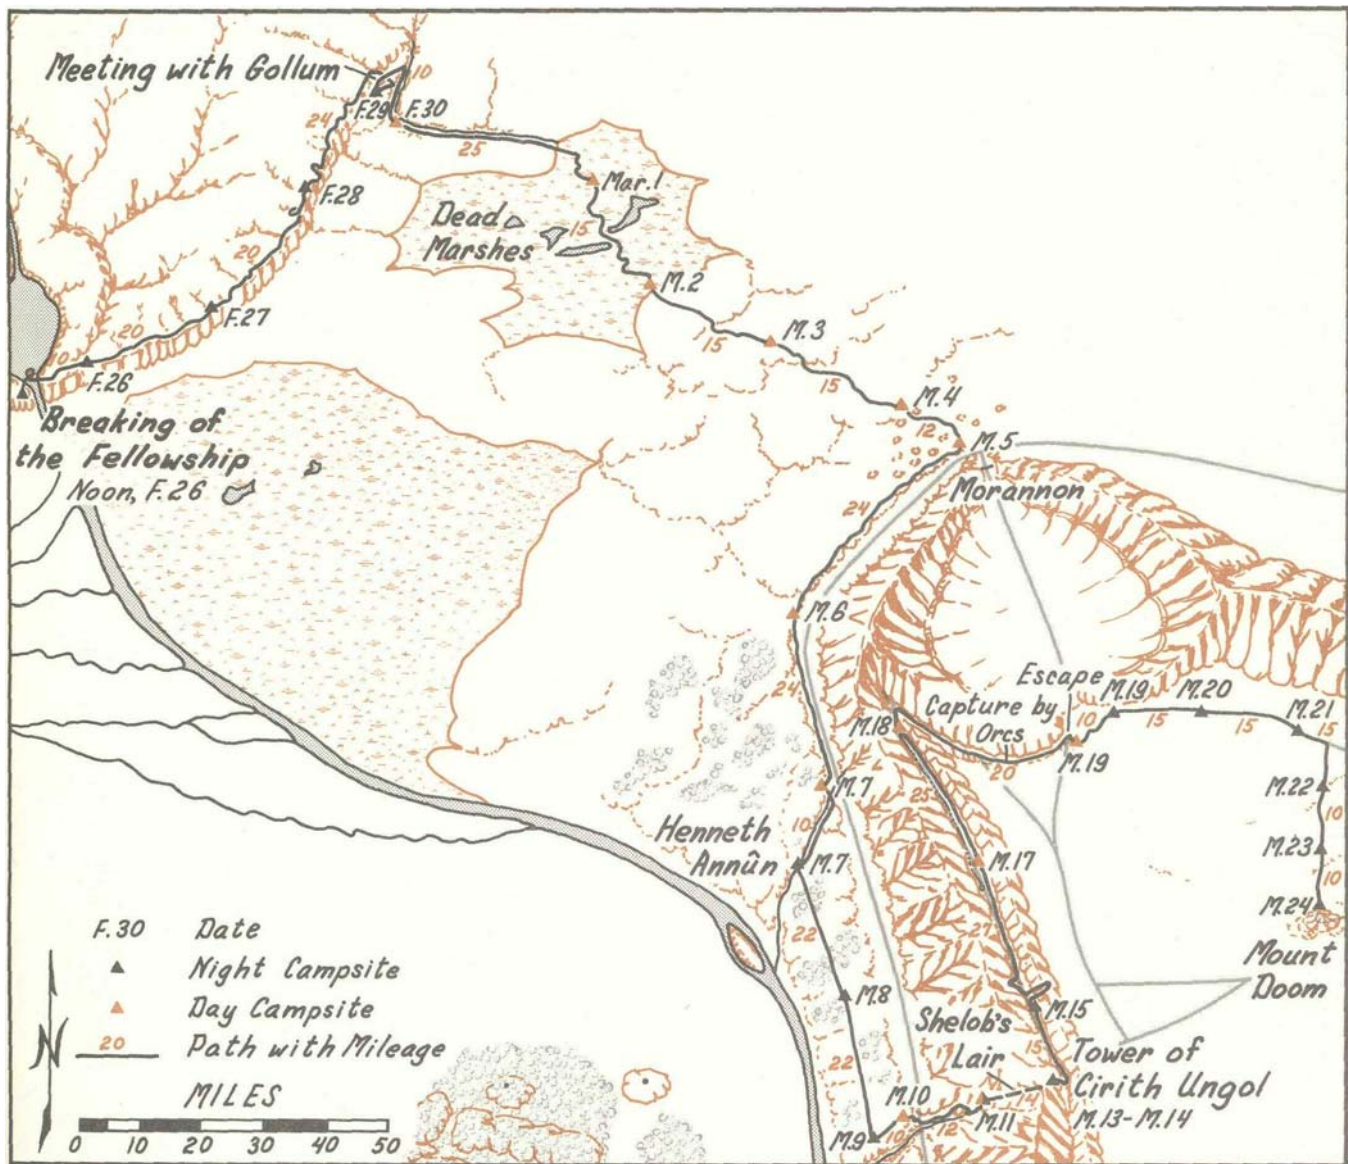 Meeting with Gollum
10
F.29
F.30
24
25
F.28
Mar.1
Dead
Marshes
15
20
M.2
F.27
20
15
M.3
15
10
F.26
M.4
12
M.5
Breaking of
the Fellowship
Noon, F.26
Morannon
24
M.6
24
Escape
M.19
M.20
Capture by
Orcs
10
15
15
M.21
15
M.18
20
M.19
M.7
25
M.22
10
10
Henneth
Annûn
M.7
M.17
M.23
10
M.24
27
22
Mount
Doom
M.8
M.15
Shelob's
Lair
15
22
Tower of
Cirith Ungol
M.13-M.14
M.10
M.11
14
12
M.9
10
F.30 Date
Night Campsite
Day Campsite
20 Path with Mileage
N
MILES
0 10 20 30 40 50